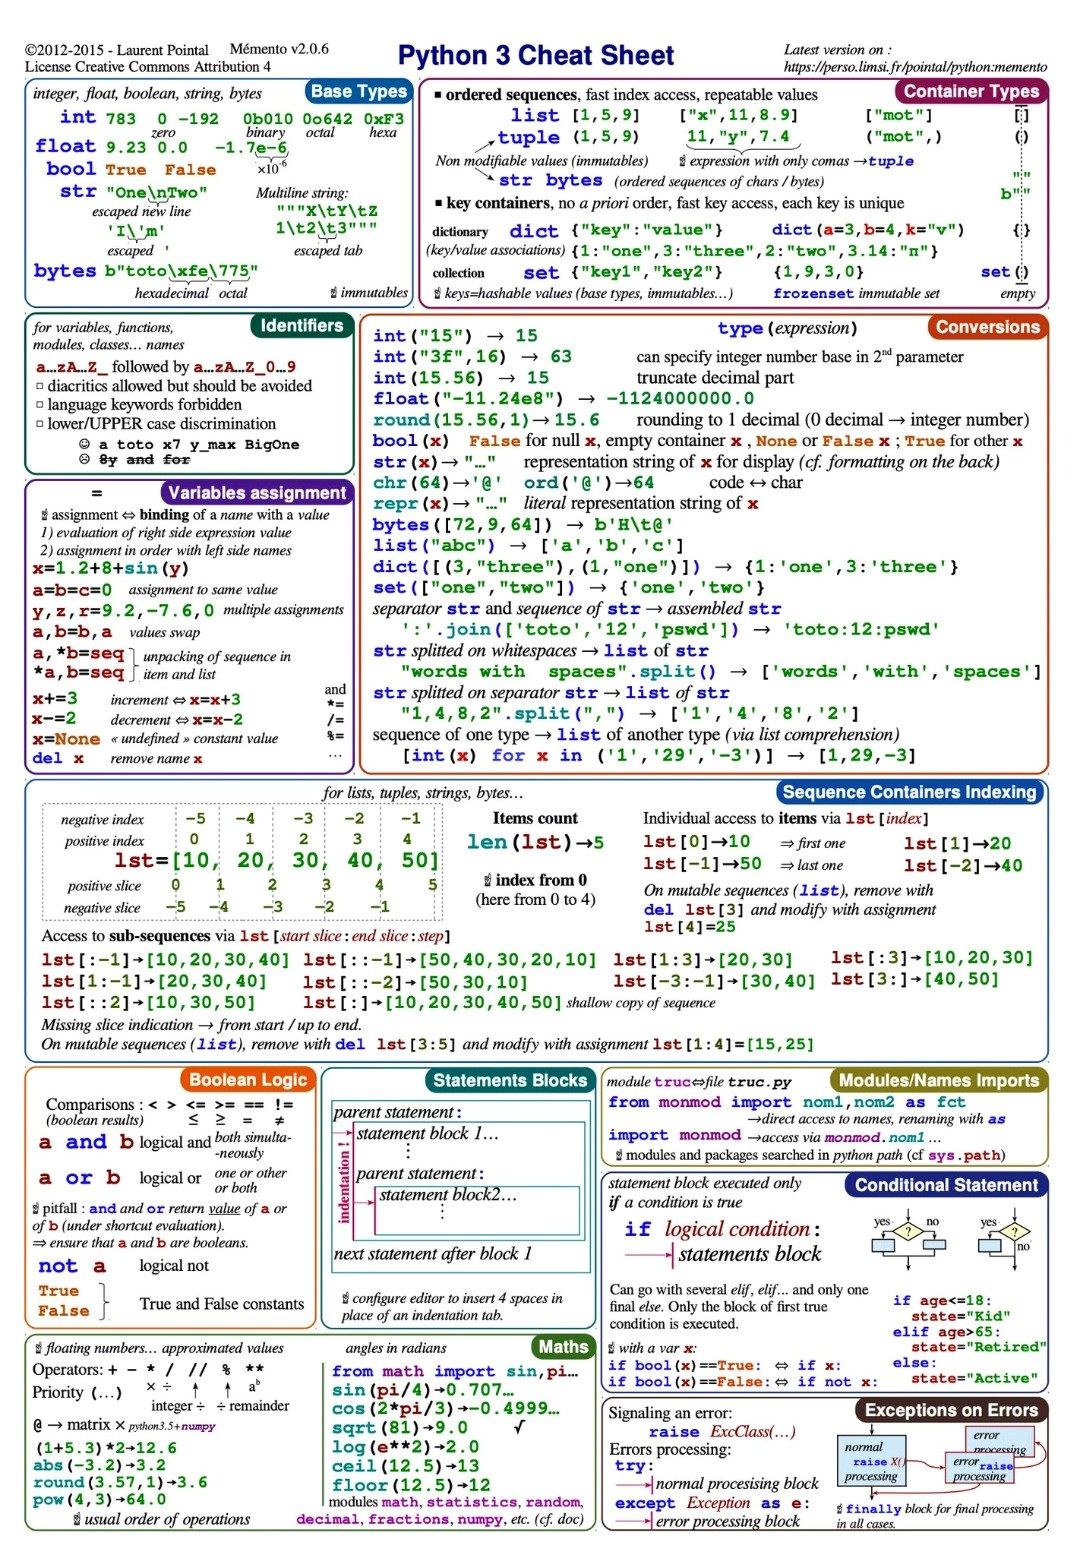 ©2012-2015 - Laurent Pointal Mémento v2.0.6
License Creative Commons Attribution 4
Python 3 Cheat Sheet
Latest version on :
https://perso.limsi.fr/pointal/python:memento
integer, float, boolean, string, bytes
Base Types
int 783 0 -192 0b010 0o642 0xF3
zero binary octal hexa
float 9.23 0.0 -1.7e-6
×10-6
bool True False
str "One\nTwo"
escaped new line
'I\'m'
escaped '
Multiline string:
"""X\tY\tZ
1\t2\t3"""
escaped tab
bytes b"toto\xfe\775"
hexadecimal octal
☝ immutables
Container Types
▪ ordered sequences, fast index access, repeatable values
list [1,5,9] ["x",11,8.9] ["mot"] []
tuple (1,5,9) 11,"y",7.4 ("mot",) ()
Non modifiable values (immutables) ☝ expression with only comas →tuple
str bytes (ordered sequences of chars / bytes)
""
b""
▪ key containers, no a priori order, fast key access, each key is unique
dictionary dict {"key":"value"} dict(a=3,b=4,k="v") {}
(key/value associations) {1:"one",3:"three",2:"two",3.14:"π"}
collection set {"key1","key2"} {1,9,3,0} set()
☝ keys=hashable values (base types, immutables…) frozenset immutable set empty
Identifiers
for variables, functions,
modules, classes… names
a…zA…Z_ followed by a…zA…Z_0…9
▫ diacritics allowed but should be avoided
▫ language keywords forbidden
▫ lower/UPPER case discrimination
☺ a toto x7 y_max BigOne
☹ 8y and for
= Variables assignment
☝ assignment ⇔ binding of a name with a value
1) evaluation of right side expression value
2) assignment in order with left side names
x=1.2+8+sin(y)
a=b=c=0 assignment to same value
y,z,r=9.2,-7.6,0 multiple assignments
a,b=b,a values swap
a,*b=seq
*a,b=seq
unpacking of sequence in
item and list
x+=3 increment ⇔ x=x+3
x-=2 decrement ⇔ x=x-2
x=None « undefined » constant value
del x remove name x
and
*=
/=
%=
…
Conversions
int("15") → 15 type(expression)
int("3f",16) → 63 can specify integer number base in 2nd parameter
int(15.56) → 15 truncate decimal part
float("-11.24e8") → -1124000000.0
round(15.56,1)→ 15.6 rounding to 1 decimal (0 decimal → integer number)
bool(x) False for null x, empty container x , None or False x ; True for other x
str(x)→ "…" representation string of x for display (cf. formatting on the back)
chr(64)→'@' ord('@')→64 code ↔ char
repr(x)→ "…" literal representation string of x
bytes([72,9,64]) → b'H\t@'
list("abc") → ['a','b','c']
dict([(3,"three"),(1,"one")]) → {1:'one',3:'three'}
set(["one","two"]) → {'one','two'}
separator str and sequence of str → assembled str
':'.join(['toto','12','pswd']) → 'toto:12:pswd'
str splitted on whitespaces → list of str
"words with spaces".split() → ['words','with','spaces']
str splitted on separator str → list of str
"1,4,8,2".split(",") → ['1','4','8','2']
sequence of one type → list of another type (via list comprehension)
[int(x) for x in ('1','29','-3')] → [1,29,-3]
for lists, tuples, strings, bytes…
Sequence Containers Indexing
negative index -5 -4 -3 -2 -1
positive index 0 1 2 3 4
lst=[10, 20, 30, 40, 50]
positive slice 0 1 2 3 4 5
negative slice -5 -4 -3 -2 -1
Items count
len(lst)→5
☝ index from 0
(here from 0 to 4)
Individual access to items via lst[index]
lst[0]→10 ⇒ first one lst[1]→20
lst[-1]→50 ⇒ last one lst[-2]→40
On mutable sequences (list), remove with
del lst[3] and modify with assignment
lst[4]=25
Access to sub-sequences via lst[start slice:end slice:step]
lst[:-1]→[10,20,30,40] lst[::-1]→[50,40,30,20,10] lst[1:3]→[20,30] lst[:3]→[10,20,30]
lst[1:-1]→[20,30,40] lst[::-2]→[50,30,10] lst[-3:-1]→[30,40] lst[3:]→[40,50]
lst[::2]→[10,30,50] lst[:]→[10,20,30,40,50] shallow copy of sequence
Missing slice indication → from start / up to end.
On mutable sequences (list), remove with del lst[3:5] and modify with assignment lst[1:4]=[15,25]
Boolean Logic
Comparisons : < > <= >= == !=
(boolean results) ≤ ≥ = ≠
a and b logical and both simulta-
-neously
a or b logical or one or other
or both
☝ pitfall : and and or return value of a or
of b (under shortcut evaluation).
⇒ ensure that a and b are booleans.
not a logical not
True
False
True and False constants
Statements Blocks
parent statement:
statement block 1…
⋮
parent statement:
statement block2…
⋮
next statement after block 1
indentation !
☝ configure editor to insert 4 spaces in
place of an indentation tab.
module truc⇔file truc.py
Modules/Names Imports
from monmod import nom1,nom2 as fct
→direct access to names, renaming with as
import monmod →access via monmod.nom1 …
☝ modules and packages searched in python path (cf sys.path)
statement block executed only
if a condition is true
Conditional Statement
if logical condition:
statements block
yes ? no
yes ?
no
Can go with several elif, elif... and only one
final else. Only the block of first true
condition is executed.
☝ with a var x:
if bool(x)==True: ⇔ if x:
if bool(x)==False: ⇔ if not x:
if age<=18:
state="Kid"
elif age>65:
state="Retired"
else:
state="Active"
☝ floating numbers… approximated values
angles in radians
Maths
Operators: + - * / // % **
Priority (…) × ÷ ab
integer ÷ ÷ remainder
@ → matrix × python3.5+numpy
(1+5.3)*2→12.6
abs(-3.2)→3.2
round(3.57,1)→3.6
pow(4,3)→64.0
☝ usual order of operations
from math import sin,pi…
sin(pi/4)→0.707…
cos(2*pi/3)→-0.4999…
sqrt(81)→9.0 √
log(e**2)→2.0
ceil(12.5)→13
floor(12.5)→12
modules math, statistics, random,
decimal, fractions, numpy, etc. (cf. doc)
Exceptions on Errors
Signaling an error:
raise ExcClass(…)
Errors processing:
try:
normal procesising block
except Exception as e:
error processing block
normal
raise X()
processing
error
processing
error raise
processing
☝ finally block for final processing
in all cases.